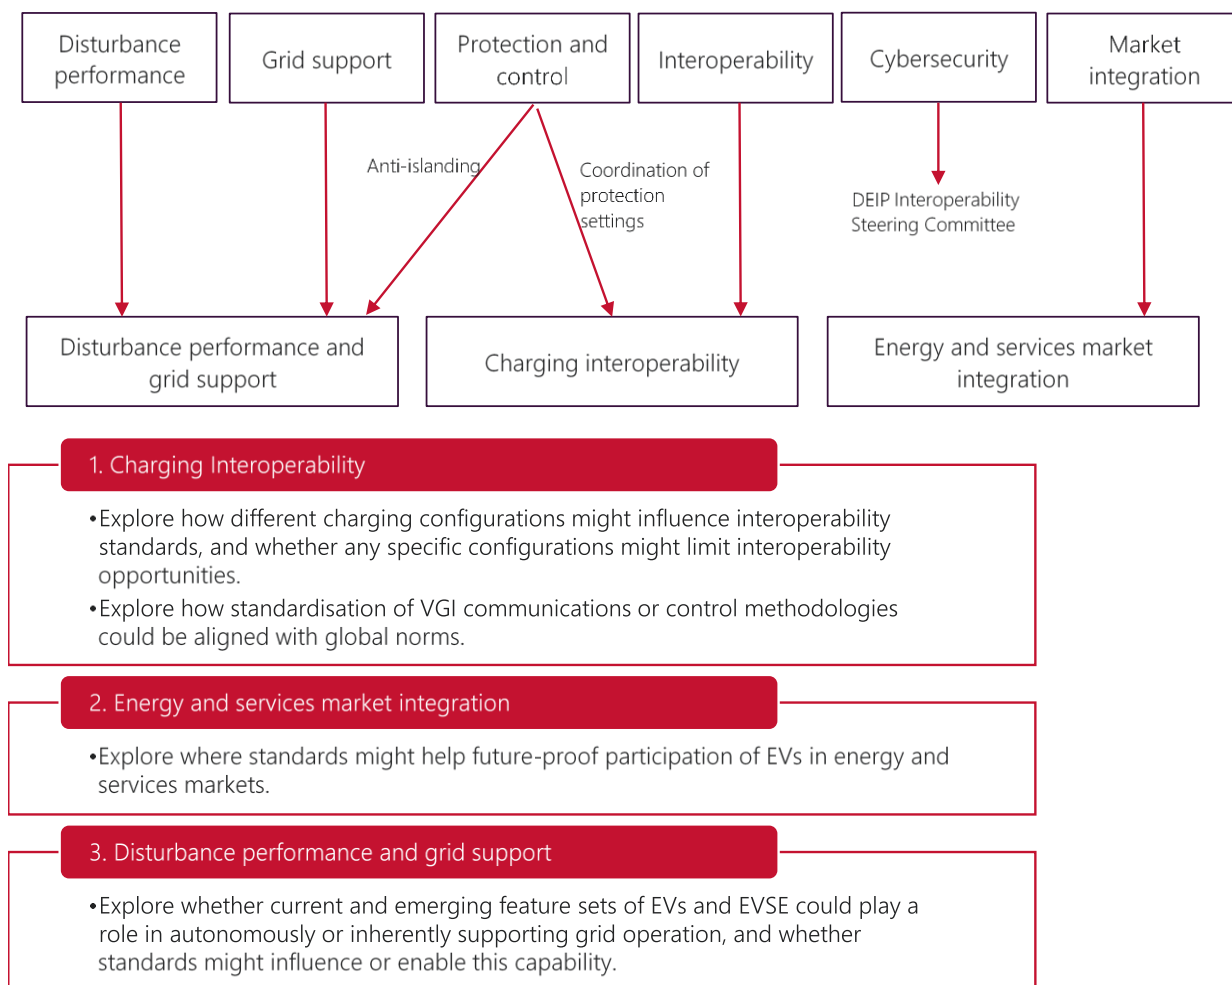 Disturbance
performance
Grid support
Protection and
control
Interoperability
Cybersecurity
Market
integration
Anti-islanding
Coordination of
protection
settings
DEIP Interoperability
Steering Committee
Disturbance performance and
grid support
Charging interoperability
Energy and services market
integration
1. Charging Interoperability
•Explore how different charging configurations might influence interoperability
standards, and whether any specific configurations might limit interoperability
opportunities.
•Explore how standardisation of VGI communications or control methodologies
could be aligned with global norms.
2. Energy and services market integration
•Explore where standards might help future-proof participation of EVs in energy and
services markets.
3. Disturbance performance and grid support
•Explore whether current and emerging feature sets of EVs and EVSE could play a
role in autonomously or inherently supporting grid operation, and whether
standards might influence or enable this capability.